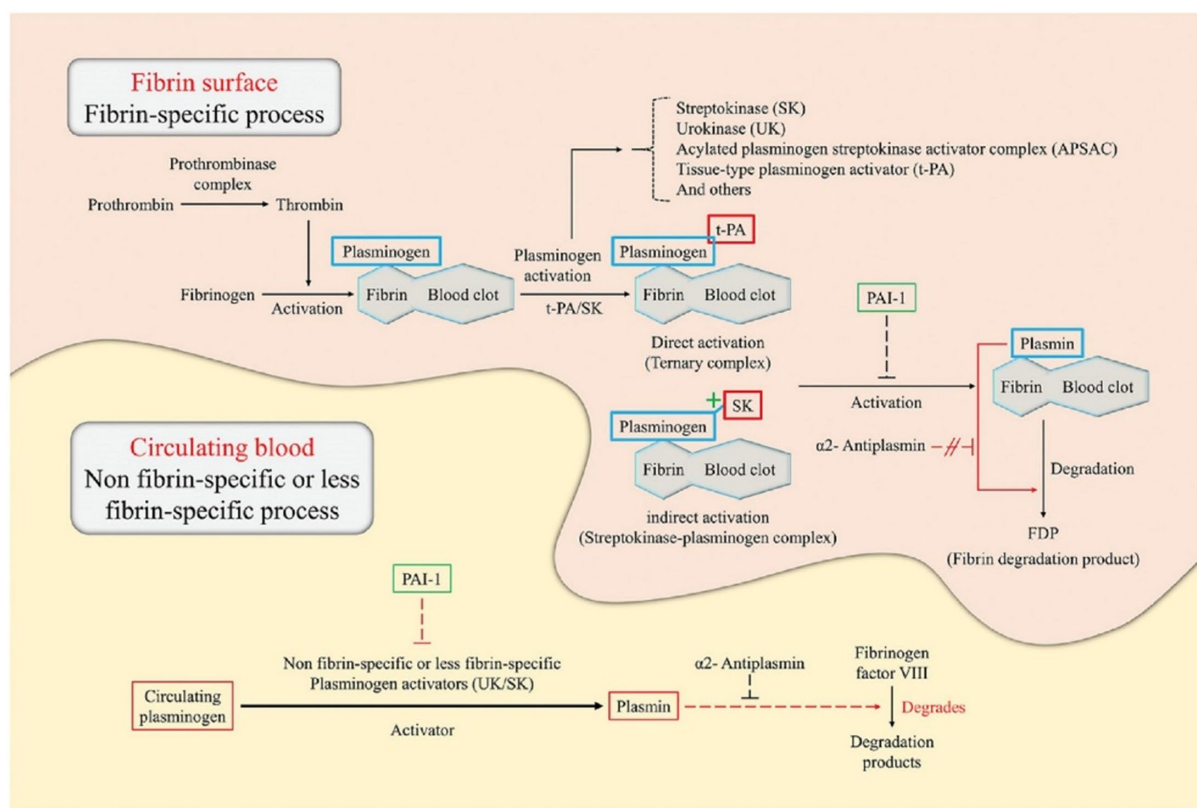 Fibrin surface
Fibrin-specific process
Streptokinase (SK)
Urokinase (UK)
Acylated plasminogen streptokinase activator complex (APSAC)
Tissue-type plasminogen activator (t-PA)
And others
Prothrombinase
complex
Prothrombin
Thrombin
Plasminogen
Fibrinogen
Activation
Fibrin
Blood clot
Plasminogen
activation
t-PA/SK
t-PA
Plasminogen
Fibrin
Blood clot
Direct activation
(Ternary complex)
+
SK
Plasminogen
Fibrin
Blood clot
indirect activation
(Streptokinase-plasminogen complex)
PAI-1
Activation
Plasmin
Fibrin
Blood clot
α2- Antiplasmin
Degradation
FDP
(Fibrin degradation product)
Circulating blood
Non fibrin-specific or less
fibrin-specific process
PAI-1
Non fibrin-specific or less fibrin-specific
Plasminogen activators (UK/SK)
Circulating
plasminogen
Activator
Plasmin
α2- Antiplasmin
Fibrinogen
factor VIII
Degrades
Degradation
products